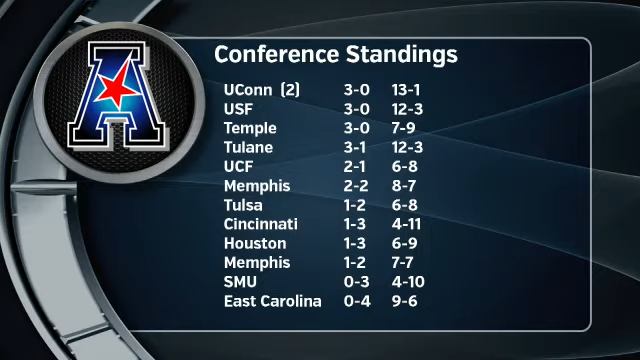 Conference Standings
UConn (2) 3-0 13-1
USF 3-0 12-3
Temple 3-0 7-9
Tulane 3-1 12-3
UCF 2-1 6-8
Memphis 2-2 8-7
Tulsa 1-2 6-8
Cincinnati 1-3 4-11
Houston 1-3 6-9
Memphis 1-2 7-7
SMU 0-3 4-10
East Carolina 0-4 9-6